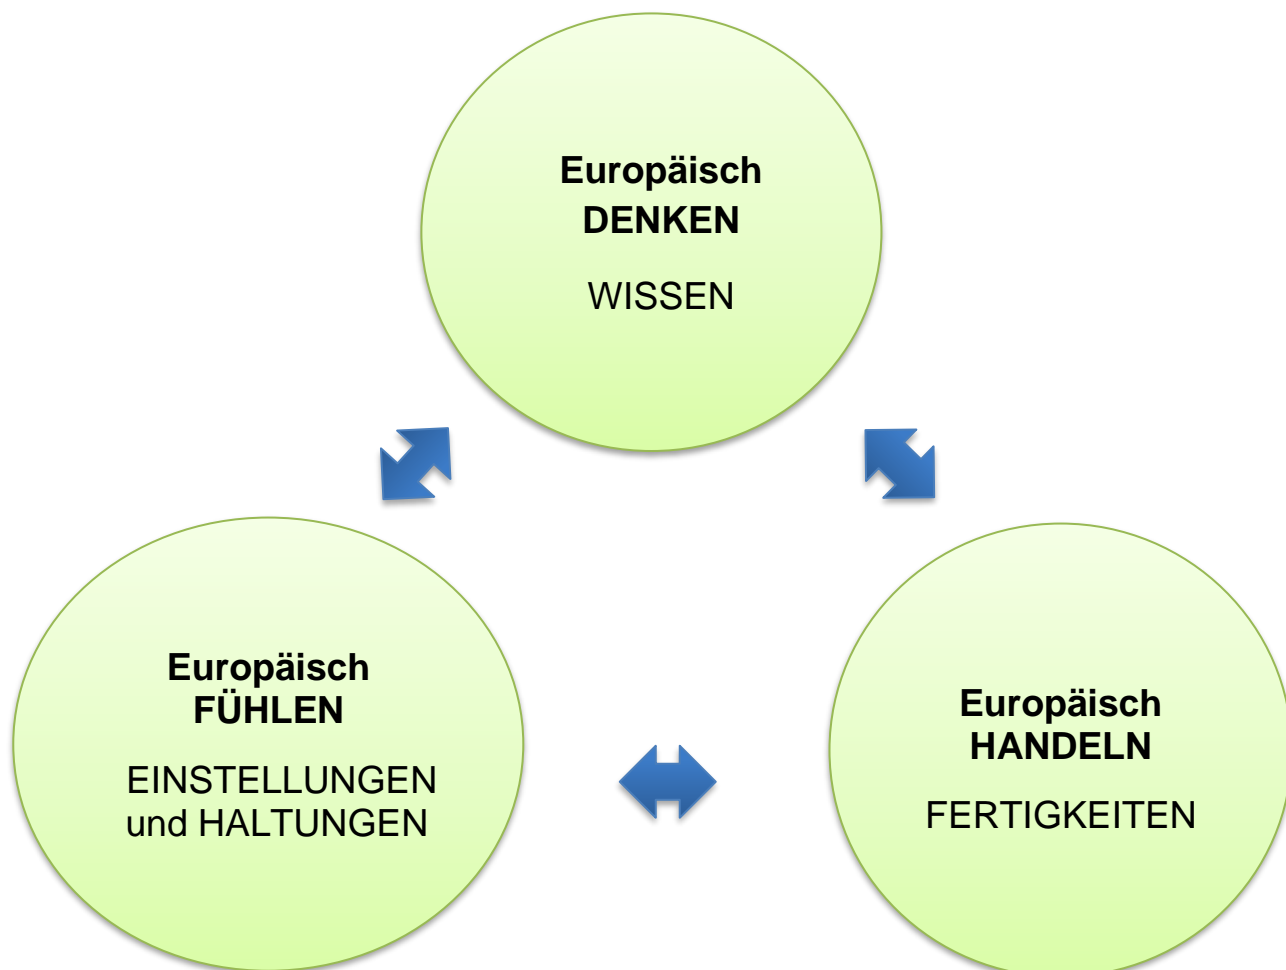 Europäisch
DENKEN
WISSEN
Europäisch
FÜHLEN
EINSTELLUNGEN
und HALTUNGEN
Europäisch
HANDELN
FERTIGKEITEN